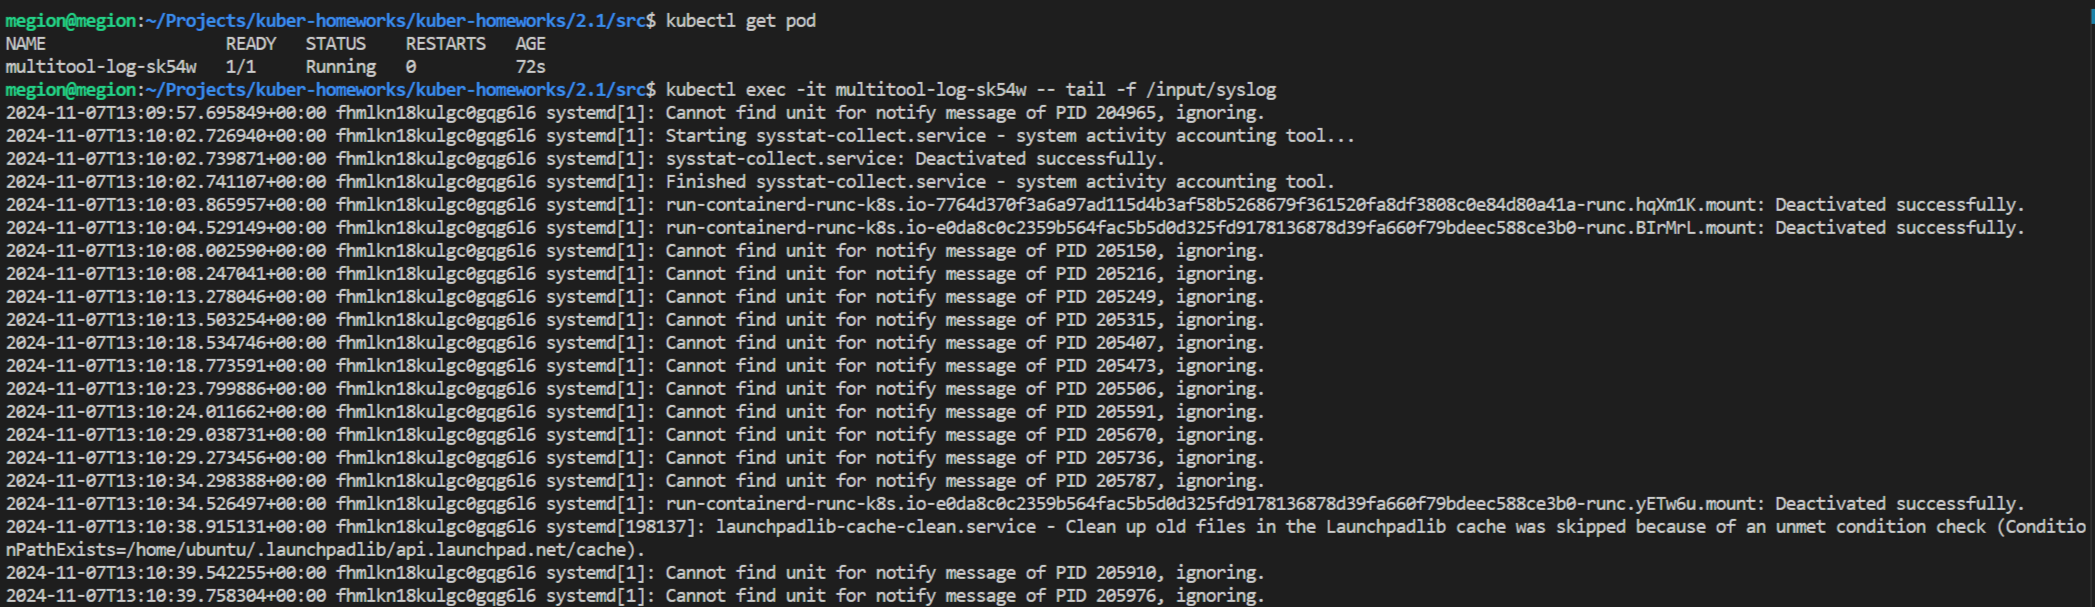 megion@megion:~/Projects/kuber-homeworks/kuber-homeworks/2.1/src$ kubectl get pod
NAME                  READY   STATUS    RESTARTS   AGE
multitool-log-sk54w   1/1     Running   0          72s
megion@megion:~/Projects/kuber-homeworks/kuber-homeworks/2.1/src$ kubectl exec -it multitool-log-sk54w -- tail -f /input/syslog
2024-11-07T13:09:57.695849+00:00 fhmlkn18kulgc0gqg6l6 systemd[1]: Cannot find unit for notify message of PID 204965, ignoring.
2024-11-07T13:10:02.726940+00:00 fhmlkn18kulgc0gqg6l6 systemd[1]: Starting sysstat-collect.service - system activity accounting tool...
2024-11-07T13:10:02.739871+00:00 fhmlkn18kulgc0gqg6l6 systemd[1]: sysstat-collect.service: Deactivated successfully.
2024-11-07T13:10:02.741107+00:00 fhmlkn18kulgc0gqg6l6 systemd[1]: Finished sysstat-collect.service - system activity accounting tool.
2024-11-07T13:10:03.865957+00:00 fhmlkn18kulgc0gqg6l6 systemd[1]: run-containerd-runc-k8s.io-7764d370f3a6a97ad115d4b3af58b5268679f361520fa8df3808c0e84d80a41a-runc.hqXm1K.mount: Deactivated successfully.
2024-11-07T13:10:04.529149+00:00 fhmlkn18kulgc0gqg6l6 systemd[1]: run-containerd-runc-k8s.io-e0da8c0c2359b564fac5b5d0d325fd9178136878d39fa660f79bdeec588ce3b0-runc.BIrMrL.mount: Deactivated successfully.
2024-11-07T13:10:08.002590+00:00 fhmlkn18kulgc0gqg6l6 systemd[1]: Cannot find unit for notify message of PID 205150, ignoring.
2024-11-07T13:10:08.247041+00:00 fhmlkn18kulgc0gqg6l6 systemd[1]: Cannot find unit for notify message of PID 205216, ignoring.
2024-11-07T13:10:13.278046+00:00 fhmlkn18kulgc0gqg6l6 systemd[1]: Cannot find unit for notify message of PID 205249, ignoring.
2024-11-07T13:10:13.503254+00:00 fhmlkn18kulgc0gqg6l6 systemd[1]: Cannot find unit for notify message of PID 205315, ignoring.
2024-11-07T13:10:18.534746+00:00 fhmlkn18kulgc0gqg6l6 systemd[1]: Cannot find unit for notify message of PID 205407, ignoring.
2024-11-07T13:10:18.773591+00:00 fhmlkn18kulgc0gqg6l6 systemd[1]: Cannot find unit for notify message of PID 205473, ignoring.
2024-11-07T13:10:23.799886+00:00 fhmlkn18kulgc0gqg6l6 systemd[1]: Cannot find unit for notify message of PID 205506, ignoring.
2024-11-07T13:10:24.011662+00:00 fhmlkn18kulgc0gqg6l6 systemd[1]: Cannot find unit for notify message of PID 205591, ignoring.
2024-11-07T13:10:29.038731+00:00 fhmlkn18kulgc0gqg6l6 systemd[1]: Cannot find unit for notify message of PID 205670, ignoring.
2024-11-07T13:10:29.273456+00:00 fhmlkn18kulgc0gqg6l6 systemd[1]: Cannot find unit for notify message of PID 205736, ignoring.
2024-11-07T13:10:34.298388+00:00 fhmlkn18kulgc0gqg6l6 systemd[1]: Cannot find unit for notify message of PID 205787, ignoring.
2024-11-07T13:10:34.526497+00:00 fhmlkn18kulgc0gqg6l6 systemd[1]: run-containerd-runc-k8s.io-e0da8c0c2359b564fac5b5d0d325fd9178136878d39fa660f79bdeec588ce3b0-runc.yETw6u.mount: Deactivated successfully.
2024-11-07T13:10:38.915131+00:00 fhmlkn18kulgc0gqg6l6 systemd[198137]: launchpadlib-cache-clean.service - Clean up old files in the Launchpadlib cache was skipped because of an unmet condition check (Conditio
nPathExists=/home/ubuntu/.launchpadlib/api.launchpad.net/cache).
2024-11-07T13:10:39.542255+00:00 fhmlkn18kulgc0gqg6l6 systemd[1]: Cannot find unit for notify message of PID 205910, ignoring.
2024-11-07T13:10:39.758304+00:00 fhmlkn18kulgc0gqg6l6 systemd[1]: Cannot find unit for notify message of PID 205976, ignoring.